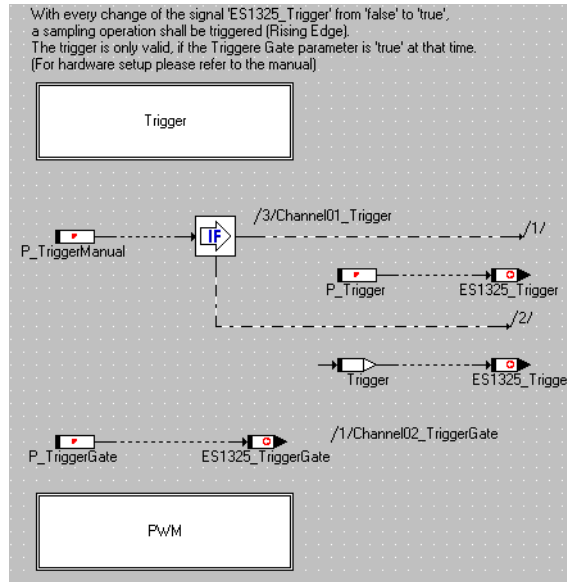 With every change of the signal 'ES1325_Trigger' from 'false' to 'true',
a sampling operation shall be triggered (Rising Edge).
The trigger is only valid, if the Triggere Gate parameter is 'true' at that time.
(For hardware setup please refer to the manual)
Trigger
/3/Channel01_Trigger
/1/
IF
P_TriggerManual
P_Trigger
ES1325_Trigger
/2/
Trigger
ES1325_Trigge
/1/Channel02_TriggerGate
P_TriggerGate
ES1325_TriggerGate
PWM